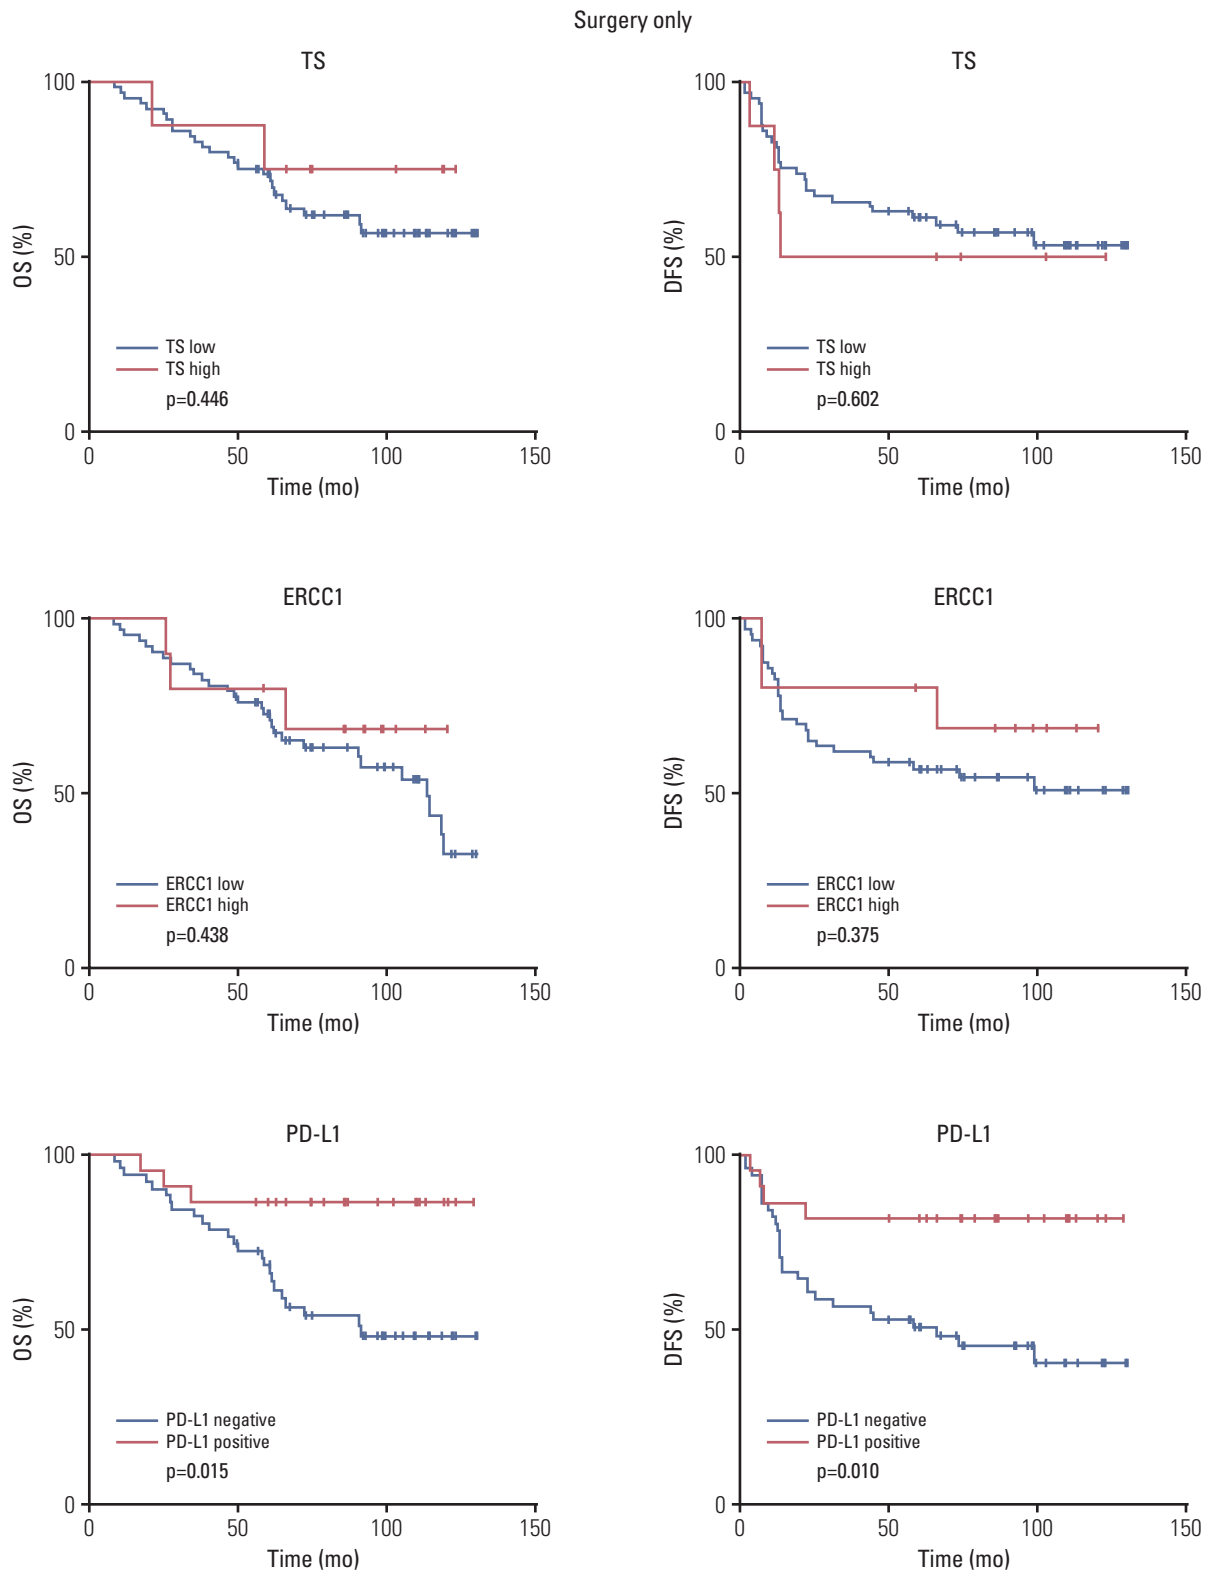 Surgery only
TS
100
50
0
OS (%)
TS low
TS high
p=0.446
0
50
100
150
Time (mo)
TS
100
50
0
DFS (%)
TS low
TS high
p=0.602
0
50
100
150
Time (mo)
ERCC1
100
50
0
OS (%)
ERCC1 low
ERCC1 high
p=0.438
0
50
100
150
Time (mo)
ERCC1
100
50
0
DFS (%)
ERCC1 low
ERCC1 high
p=0.375
0
50
100
150
Time (mo)
PD-L1
100
50
0
OS (%)
PD-L1 negative
PD-L1 positive
p=0.015
0
50
100
150
Time (mo)
PD-L1
100
50
0
DFS (%)
PD-L1 negative
PD-L1 positive
p=0.010
0
50
100
150
Time (mo)